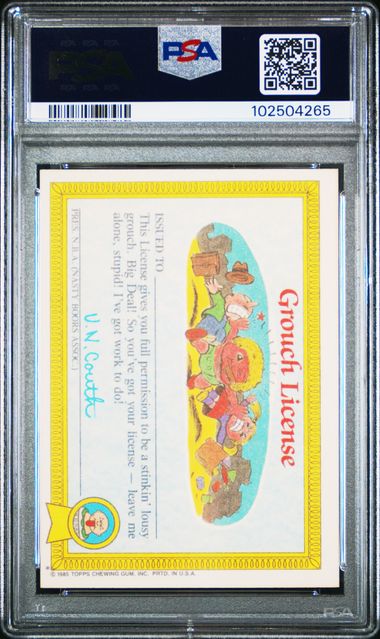 PSA
102504265
Grouch License
ISSUED TO
This License gives you full permission to be a stinkin' lousy
grouch. Big Deal! So you've got your license — leave me
alone, stupid! I've got work to do!
U.N. Couth
PRES. N.B.A. (NASTY BOORS ASSOC.)
* © 1985 TOPPS CHEWING GUM, INC. PRTD. IN U.S.A.
PSA